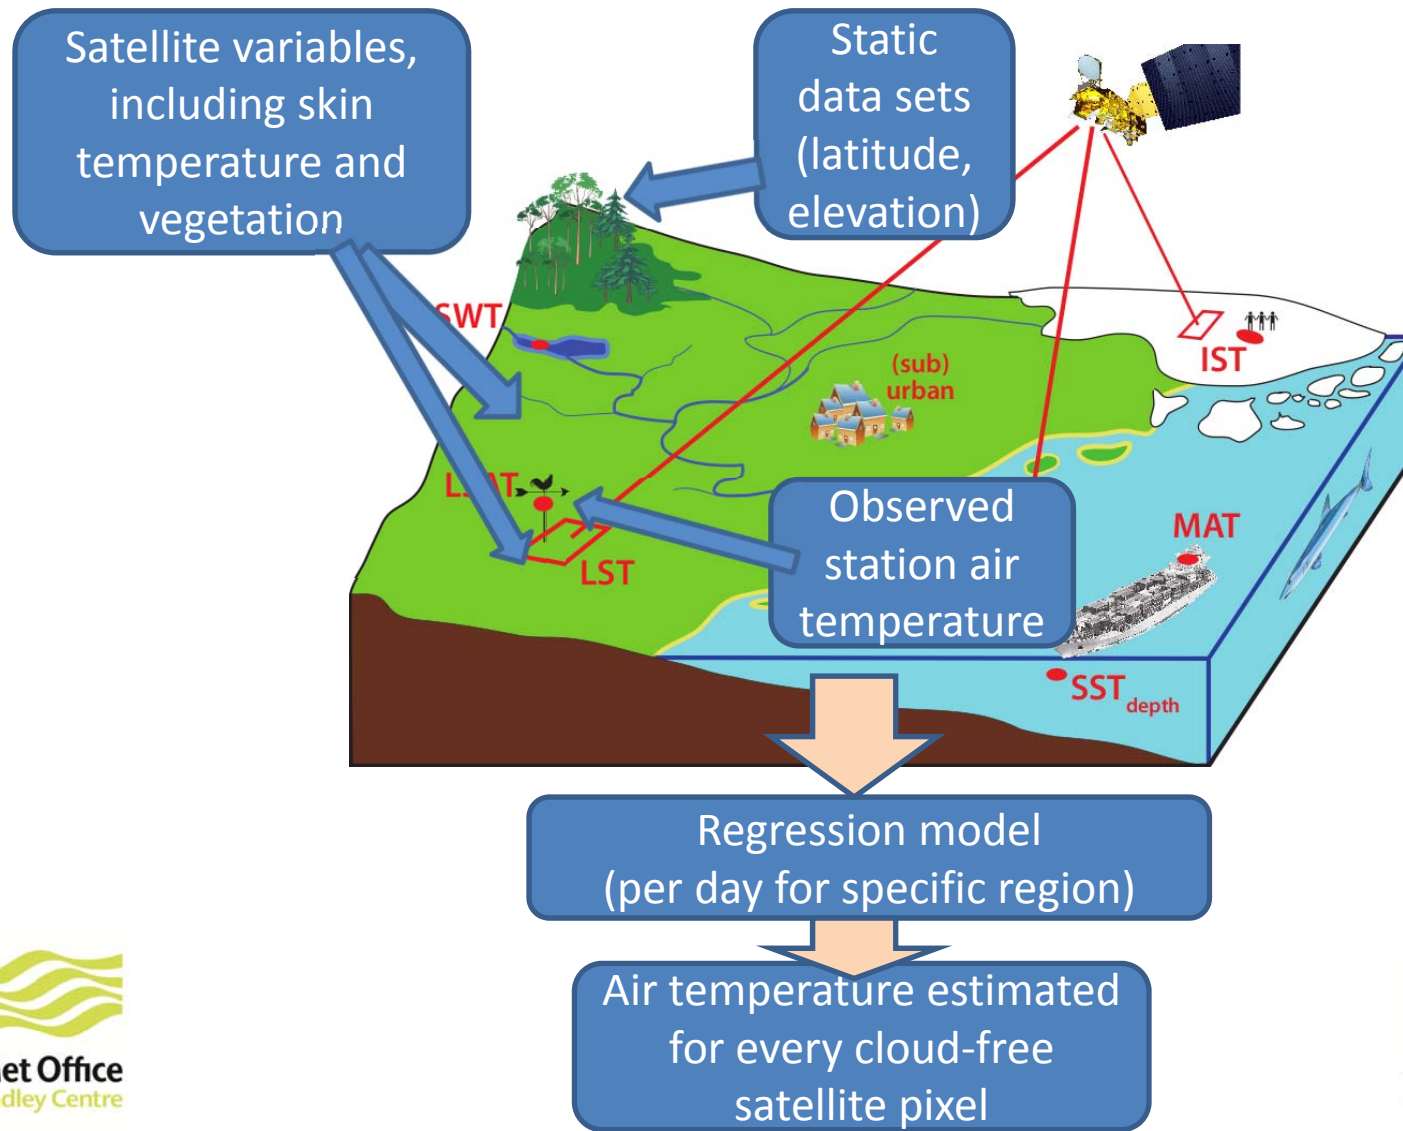 Satellite variables,
including skin
temperature and
vegetation
Static
data sets
(latitude,
elevation)
SWT
IST
(sub)
urban
LST
Observed
station air
temperature
MAT
SST depth
Regression model
(per day for specific region)
Air temperature estimated
for every cloud-free
satellite pixel
et Office
dley Centre